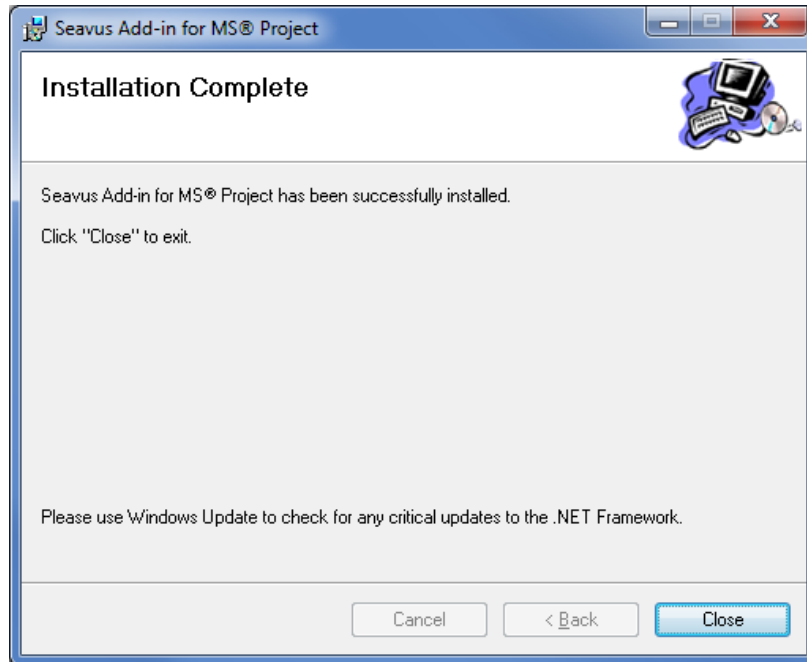 Seavus Add-in for MS® Project
Installation Complete
Seavus Add-in for MS® Project has been successfully installed.
Click "Close" to exit.
Please use Windows Update to check for any critical updates to the .NET Framework.
Cancel
< Back
Close